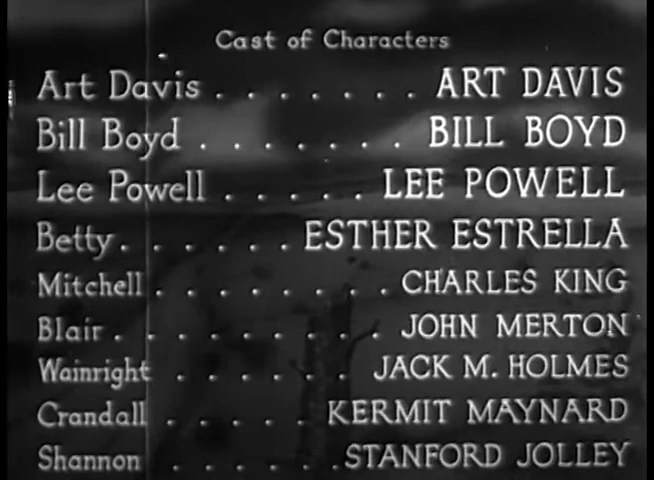 Cast of Characters
Art Davis . . . . . . . ART DAVIS
Bill Boyd . . . . . . . BILL BOYD
Lee Powell . . . . . LEE POWELL
Betty . . . . . . . ESTHER ESTRELLA
Mitchell . . . . . . . . . CHARLES KING
Blair . . . . . . . . . . JOHN MERTON
Wainright . . . . . . JACK M. HOLMES
Crandall . . . . . KERMIT MAYNARD
Shannon . . . . . . STANFORD JOLLEY